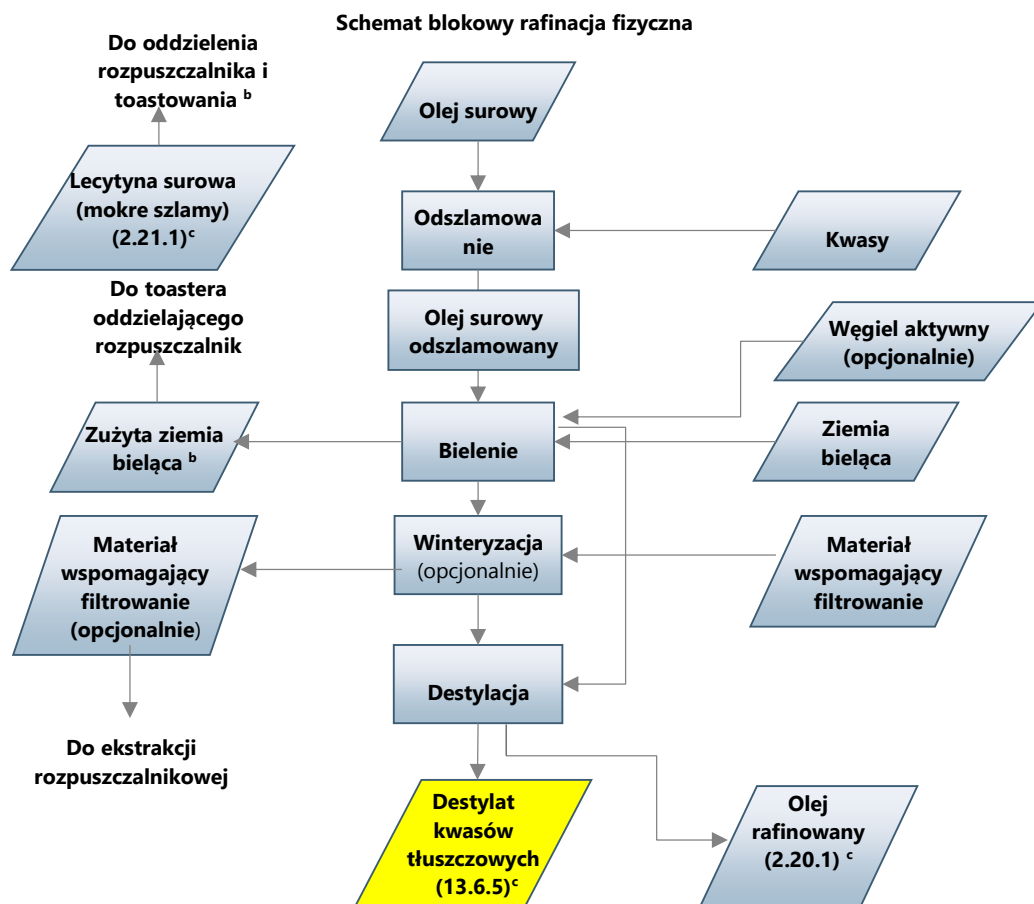 Schemat blokowy rafinacja fizyczna
Do oddzielenia
rozpuszczalnika i
toastowania b
Olej surowy
Lecytyna surowa
(mokre szlamy)
(2.21.1)c
Odszlamowa
nie
Kwasy
Do toastera
oddzielającego
rozpuszczalnik
Olej surowy
odszlamowany
Węgiel aktywny
(opcjonalnie)
Zużyta ziemia
bieląca b
Bielenie
Ziemia
bieląca
Materiał
wspomagający
filtrowanie
(opcjonalnie)
Winteryzacja
(opcjonalnie)
Materiał
wspomagający
filtrowanie
Destylacja
Do ekstrakcji
rozpuszczalnikowej
Destylat
kwasów
tłuszczowych
(13.6.5)c
Olej
rafinowany
(2.20.1) c